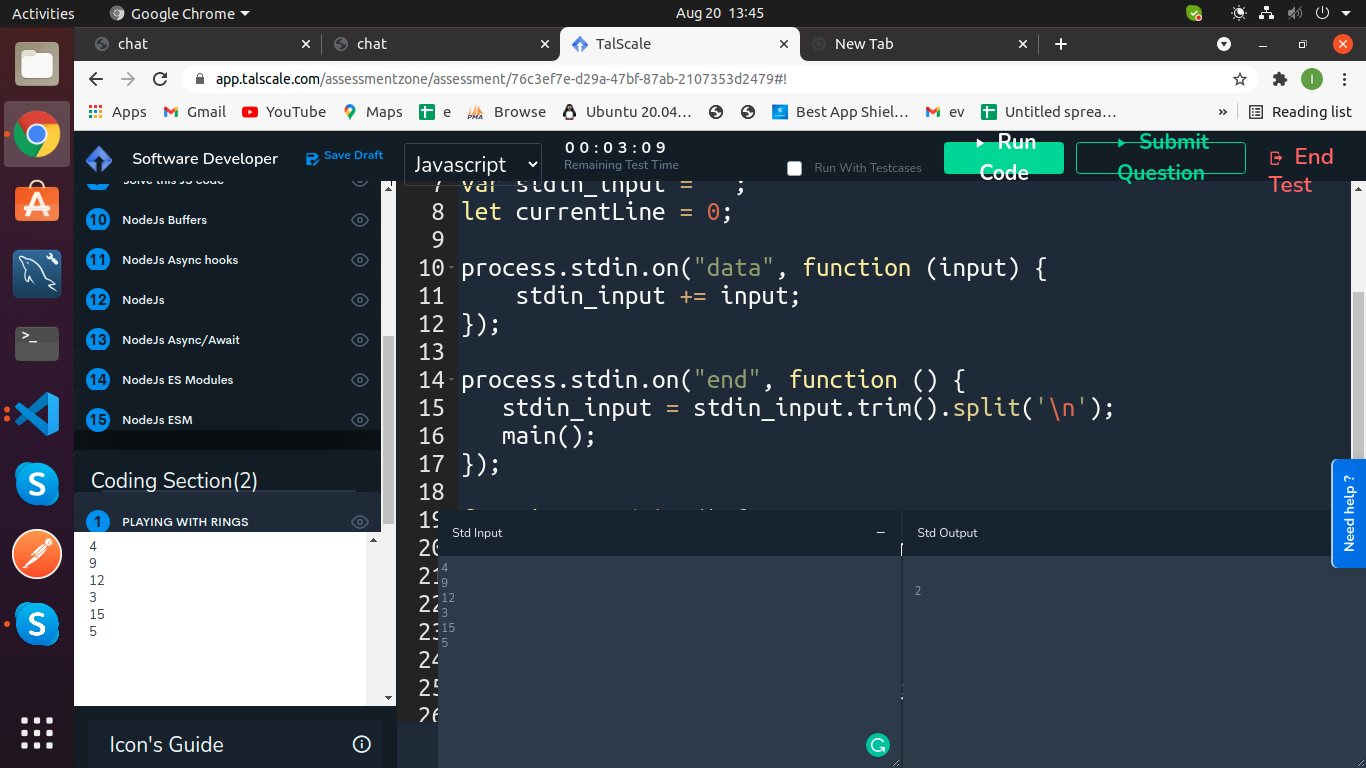 Activities
Google Chrome
Aug 20 13:45
chat
chat
TalScale
New Tab
app.talscale.com/assessmentzone/assessment/76c3ef7e-d29a-47bf-87ab-2107353d2479#!
I
Apps
Gmail
YouTube
Maps
e
Browse
Ubuntu 20.04…
Best App Shiel…
ev
Untitled sprea…
»
Reading list
Software Developer
Save Draft
Javascript
00:03:09
Remaining Test Time
Run With Testcases
Run Code
Submit Question
End Test
Solve this JS code
10 NodeJs Buffers
11 NodeJs Async hooks
12 NodeJs
13 NodeJs Async/Await
14 NodeJs ES Modules
15 NodeJs ESM
Coding Section(2)
1 PLAYING WITH RINGS
4
9
12
3
15
5
Icon's Guide
7 var stdin_input = ;
8 let currentLine = 0;
9
10 process.stdin.on("data", function (input) {
11 stdin_input += input;
12 });
13
14 process.stdin.on("end", function () {
15 stdin_input = stdin_input.trim().split('\n');
16 main();
17 });
18
19
20
21
22
23
24
25
26
Std Input
4
9
12
3
15
5
Std Output
2
Need help ?